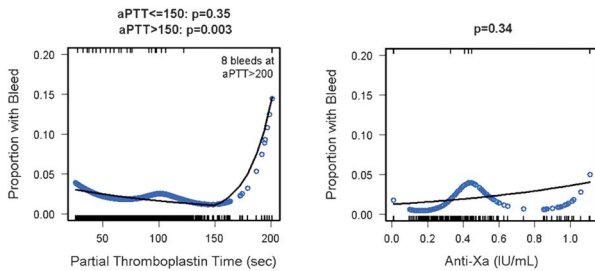 aPTT<=150: p=0.35
aPTT>150: p=0.003
8 bleeds at
aPTT>200
Proportion with Bleed
0.20
0.15
0.10
0.05
0.00
50
100
150
200
Partial Thromboplastin Time (sec)
p=0.34
Proportion with Bleed
0.20
0.15
0.10
0.05
0.00
0.0
0.2
0.4
0.6
0.8
1.0
Anti-Xa (IU/mL)